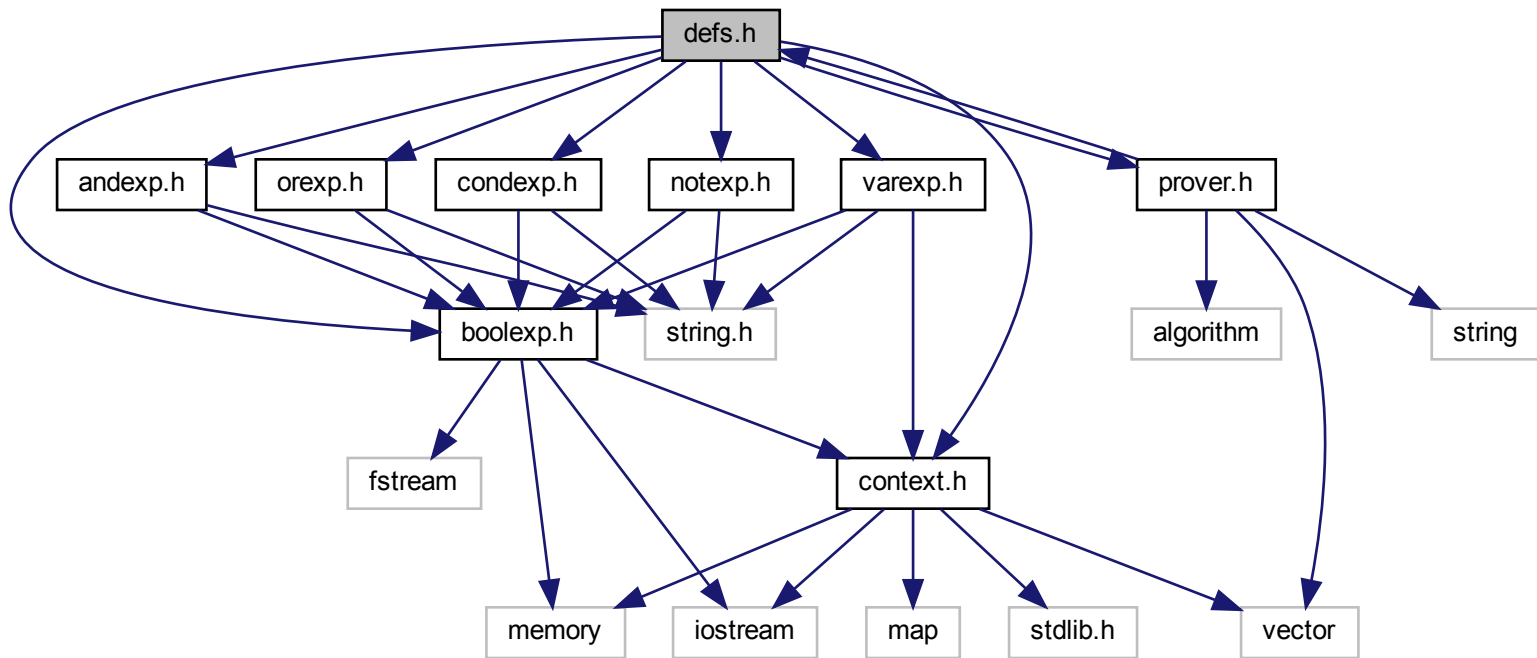 defs.h
andexp.h
orexp.h
condexp.h
notexp.h
varexp.h
prover.h
boolexp.h
string.h
algorithm
string
fstream
context.h
memory
iostream
map
stdlib.h
vector